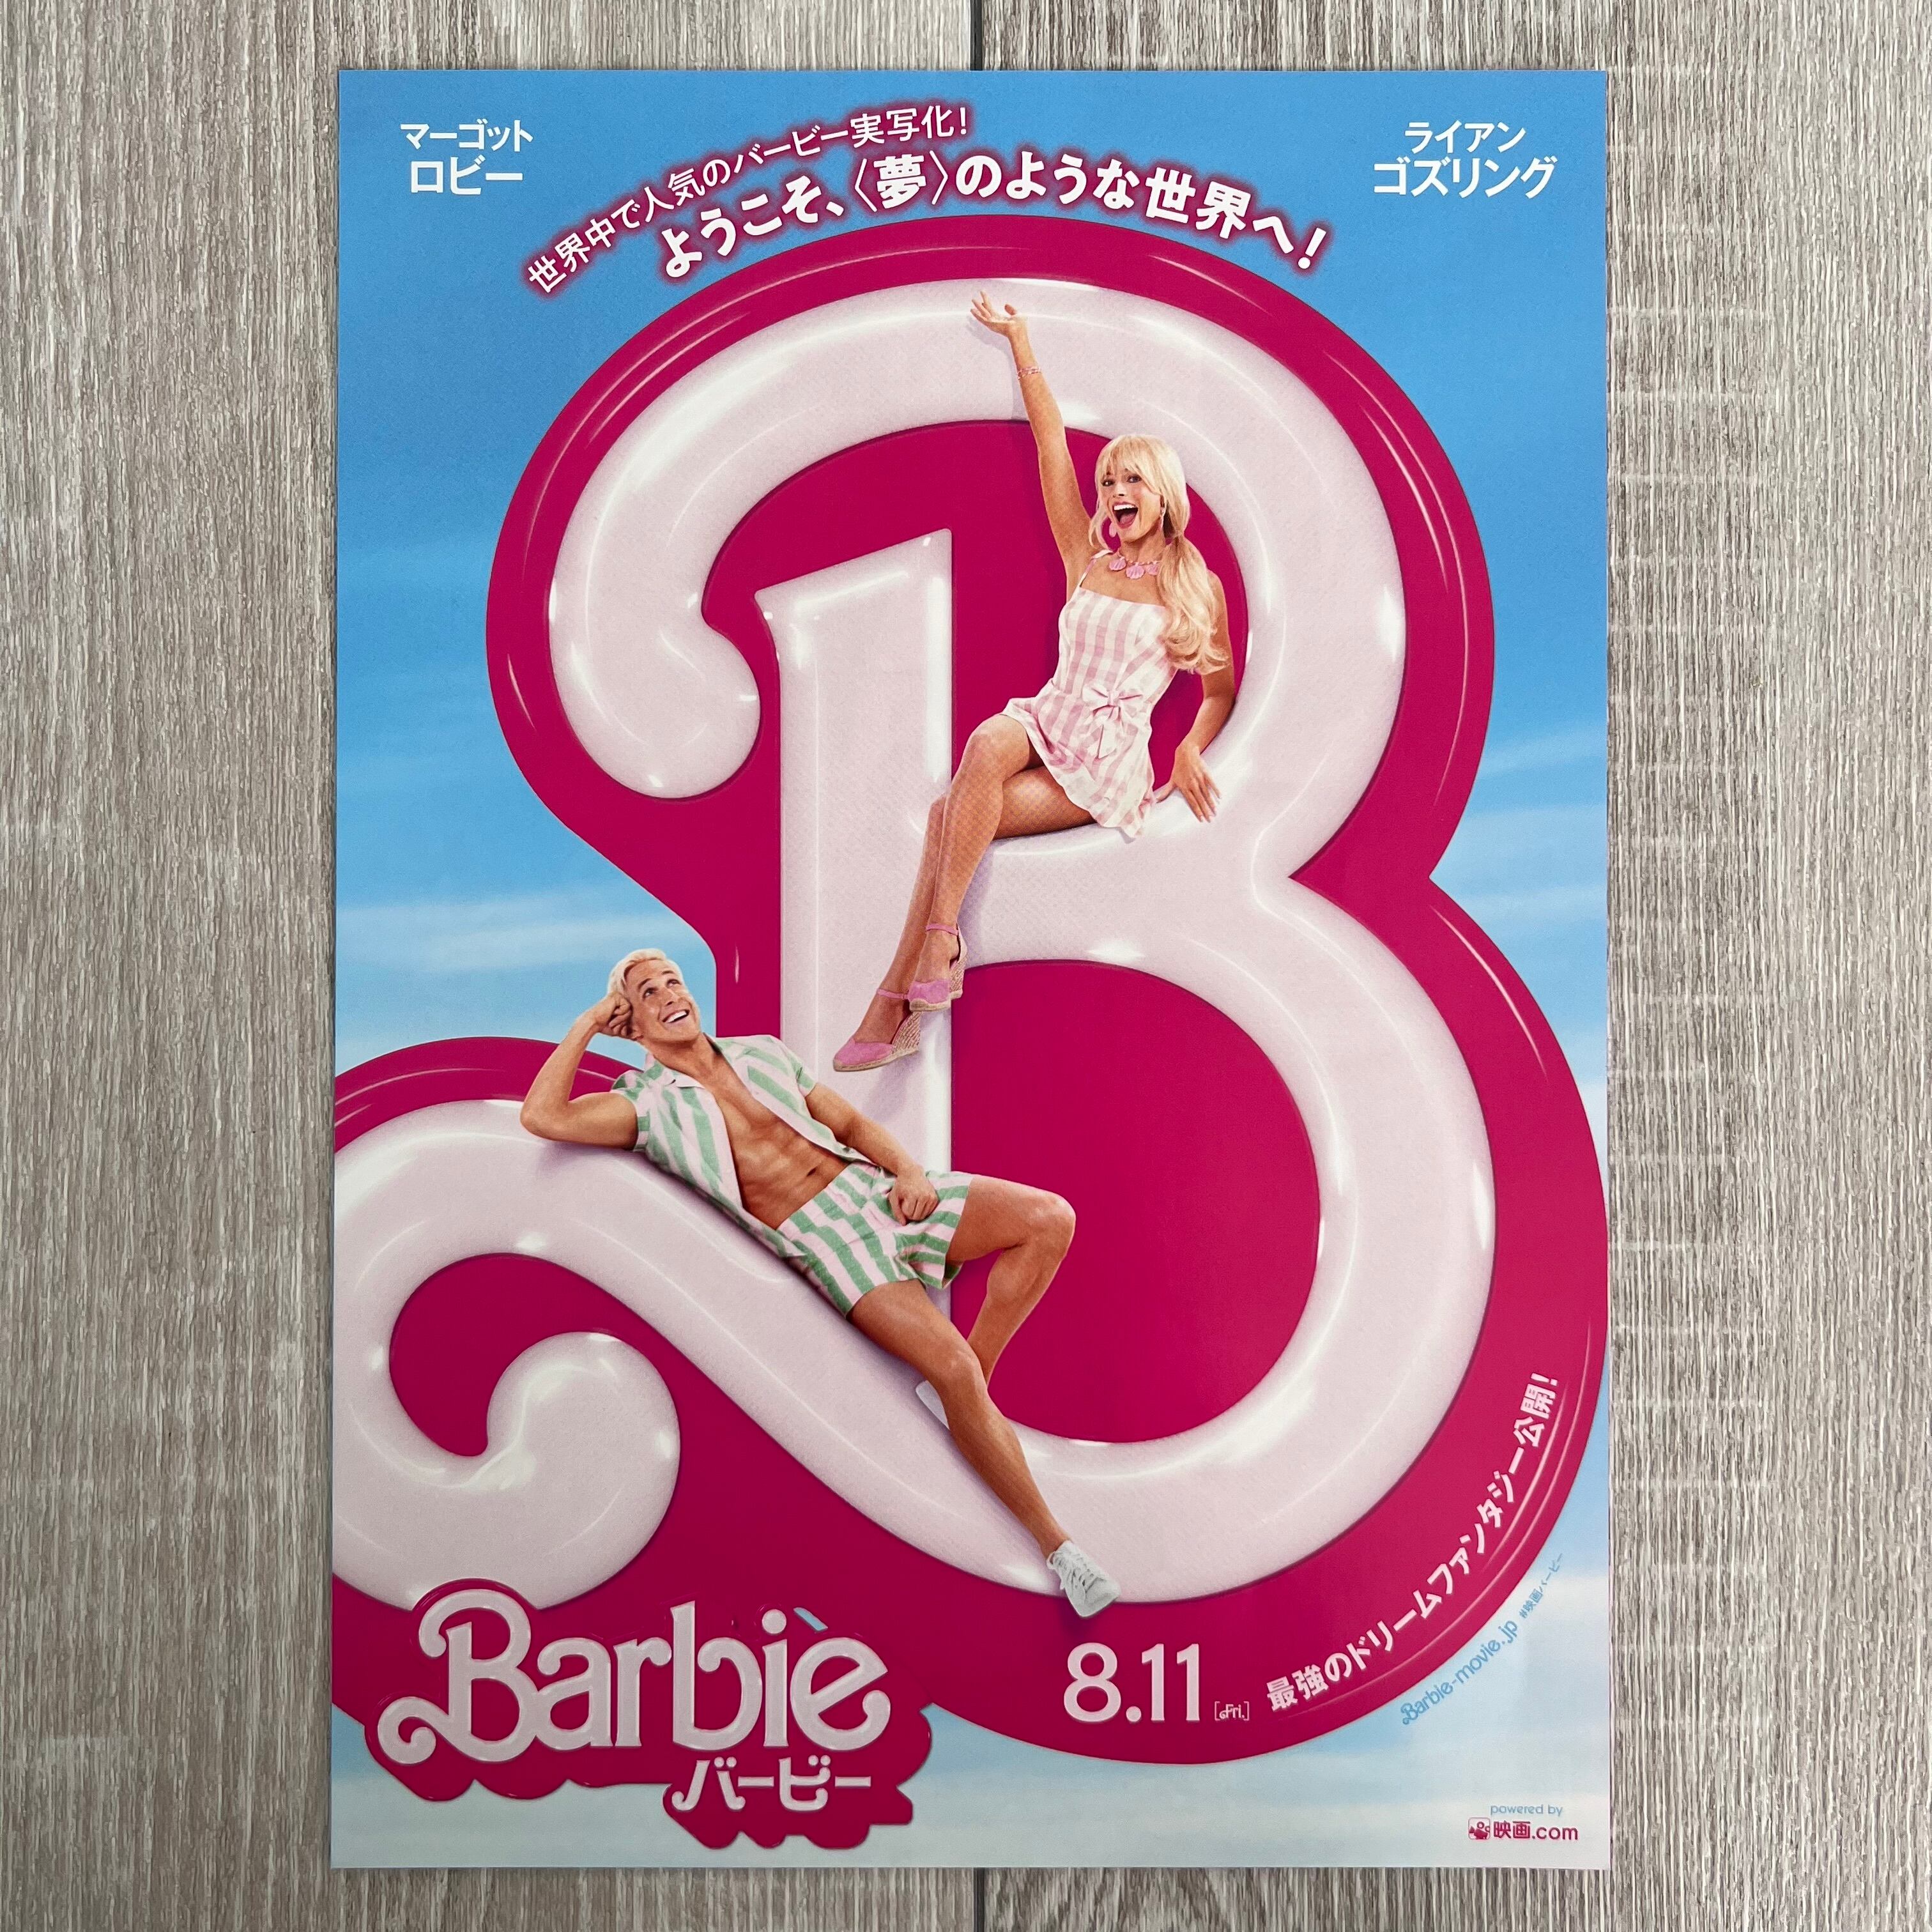 マーゴット
ロビー
世界中で人気のバービー実写化!
ようこそ、〈夢〉のような世界へ!
ライアン
ゴズリング
最強のドリームファンタジー公開!
Barbie-movie.jp #映画バービー
Barbie
バービー
8.11 [Fri.]
powered by
映画.com